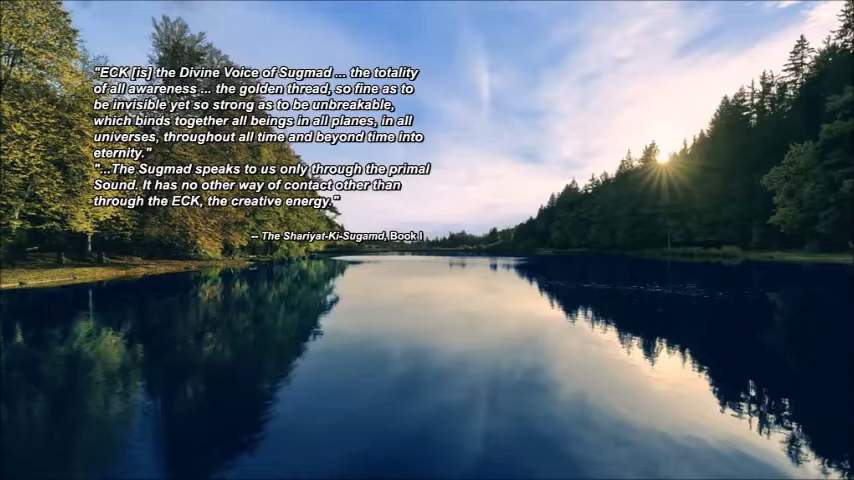 "ECK [is] the Divine Voice of Sugmad ... the totality
of all awareness ... the golden thread, so fine as to
be invisible yet so strong as to be unbreakable,
which binds together all beings in all planes, in all
universes, throughout all time and beyond time into
eternity."
"...The Sugmad speaks to us only through the primal
Sound. It has no other way of contact other than
through the ECK, the creative energy."
-- The Shariyat-Ki-Sugamd, Book I